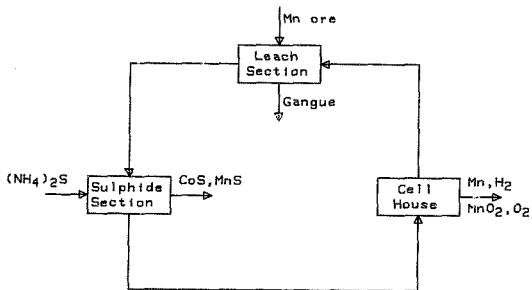 Mn ore
Leach
Section
Gangue
(NH4)2S
Sulphide
Section
CoS,MnS
Cell
House
Mn,H2
MnO2,O2